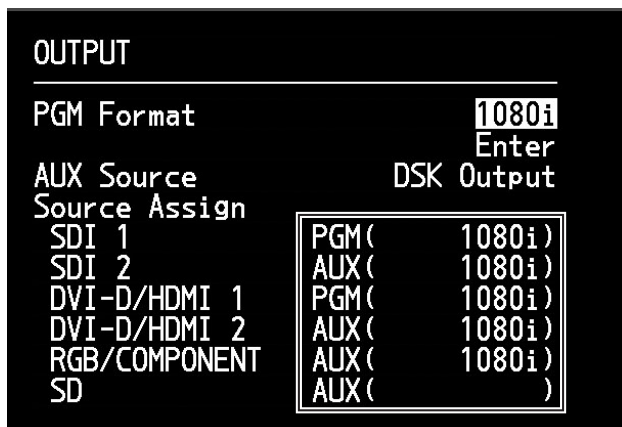 OUTPUT
PGM Format 1080i
Enter
AUX Source DSK Output
Source Assign
SDI 1 PGM( 1080i)
SDI 2 AUX( 1080i)
DVI-D/HDMI 1 PGM( 1080i)
DVI-D/HDMI 2 AUX( 1080i)
RGB/COMPONENT AUX( 1080i)
SD AUX( )